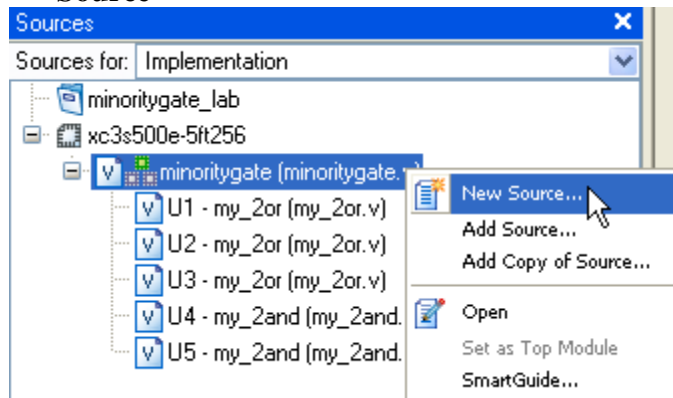 Source
Sources
Sources for: Implementation
minoritygate_lab
xc3s500e-5ft256
minoritygate (minoritygate.v)
New Source...
U1 - my_2or (my_2or.v)
Add Source...
U2 - my_2or (my_2or.v)
Add Copy of Source...
U3 - my_2or (my_2or.v)
U4 - my_2and (my_2and.
Open
U5 - my_2and (my_2and.
Set as Top Module
SmartGuide...